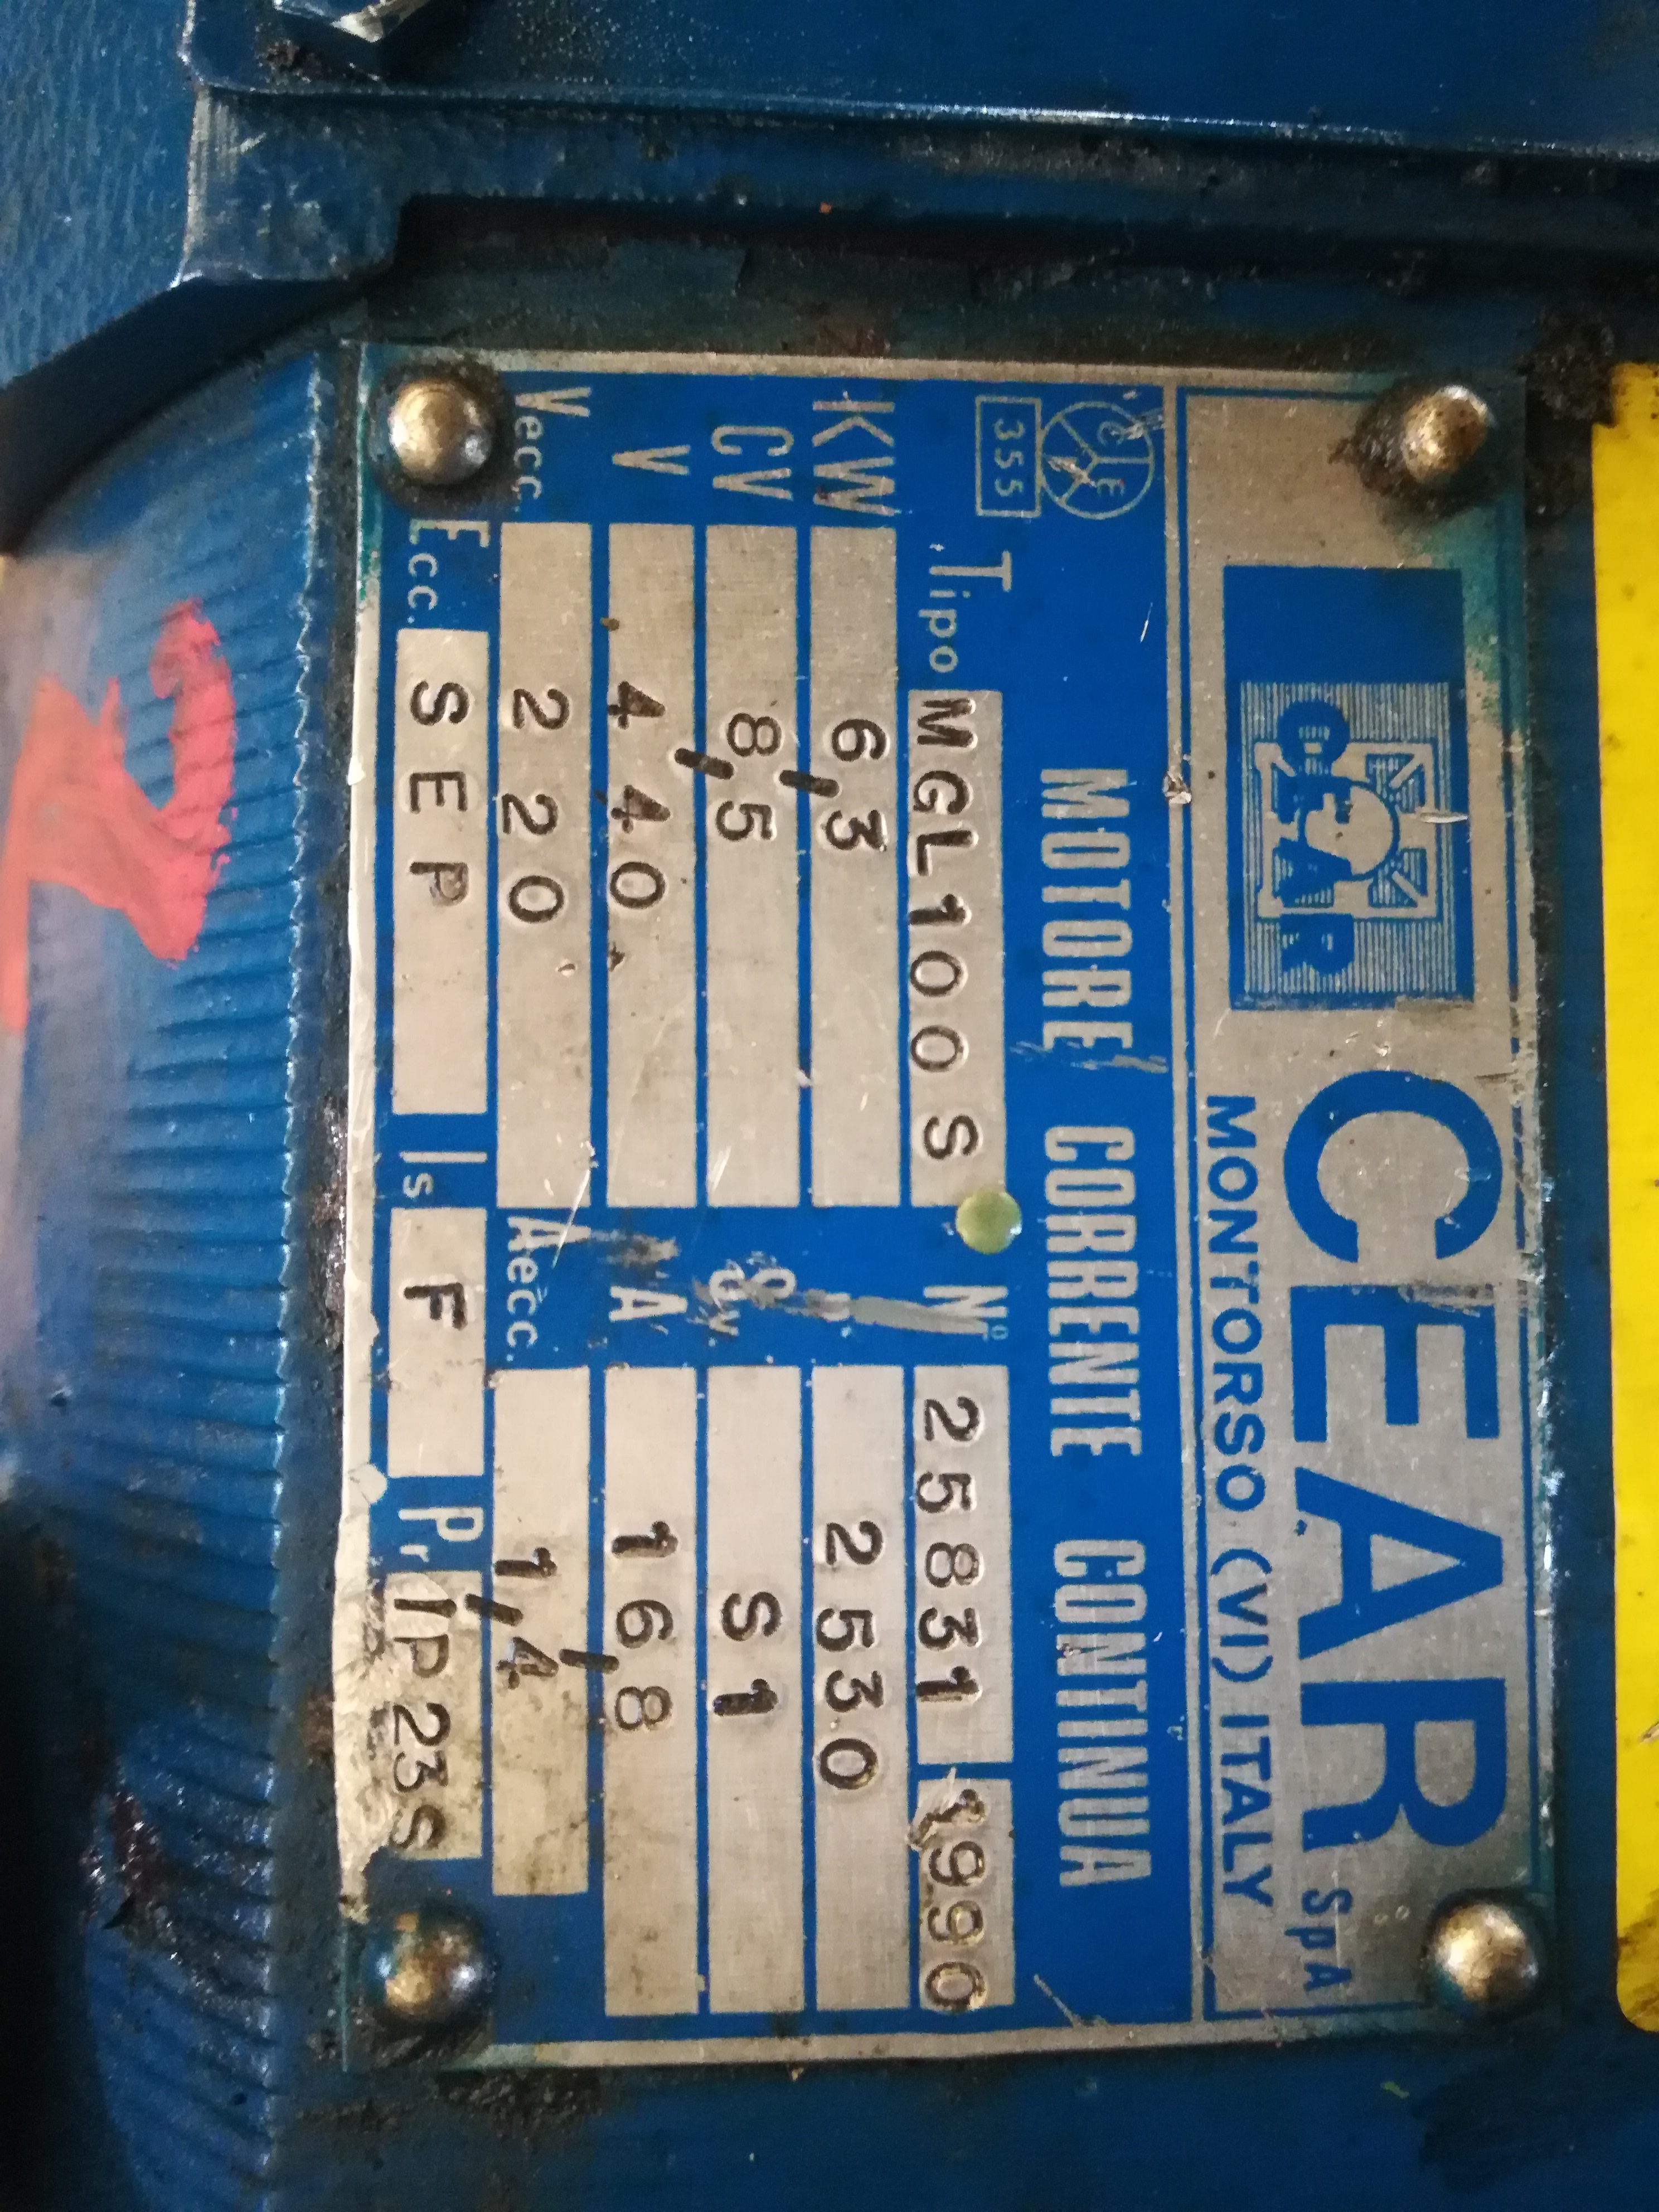 CEAR
CEAR SpA
MONTORSO (VI) ITALY
MOTORE CORRENTE CONTINUA
355
Tipo MGL100S N° 25831 1990
KW 6,3 2530
CV 8,5 S1
V 440 A 16,8
Vecc. 220 Aecc. 1,4
Ecc. SEP Is F Pr IP23S